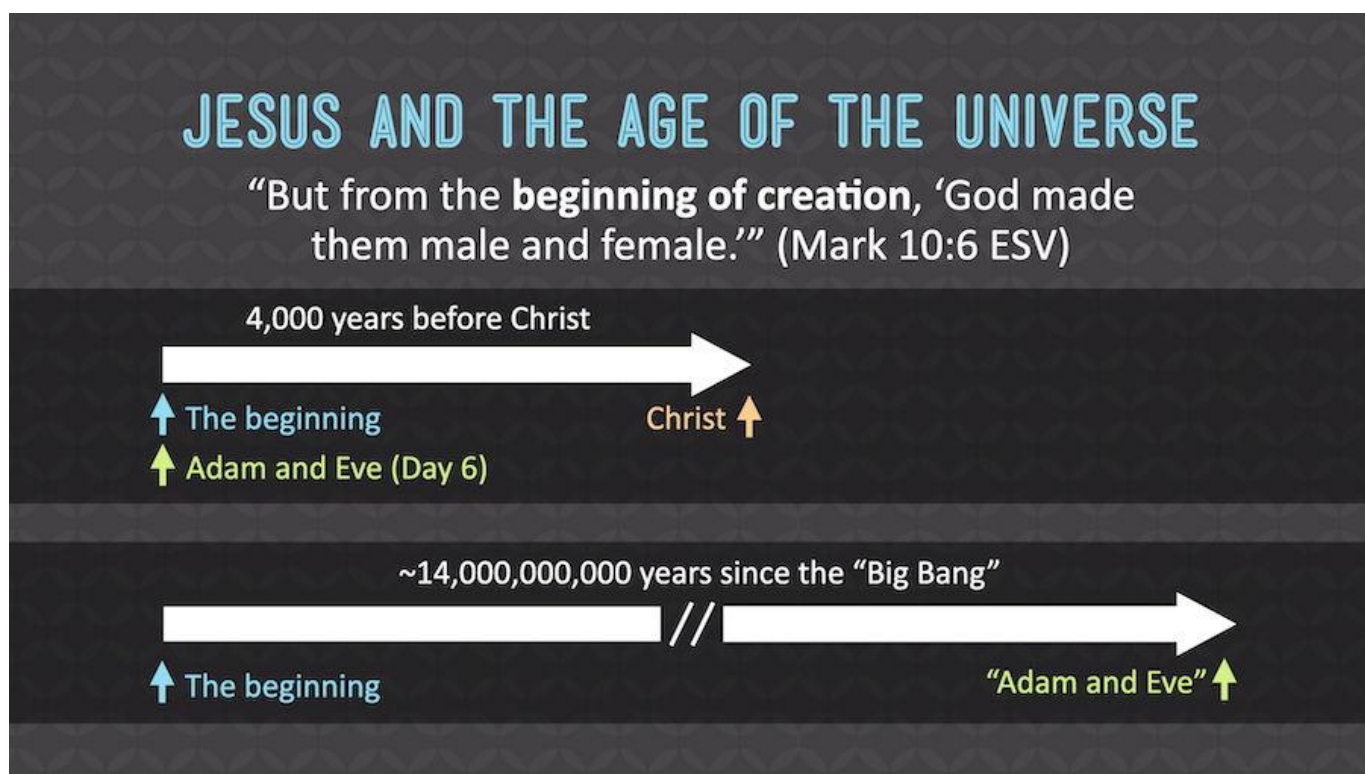 JESUS AND THE AGE OF THE UNIVERSE
“But from the beginning of creation, ‘God made
them male and female.’” (Mark 10:6 ESV)
4,000 years before Christ
The beginning
Christ
Adam and Eve (Day 6)
~14,000,000,000 years since the “Big Bang”
//
The beginning
“Adam and Eve”